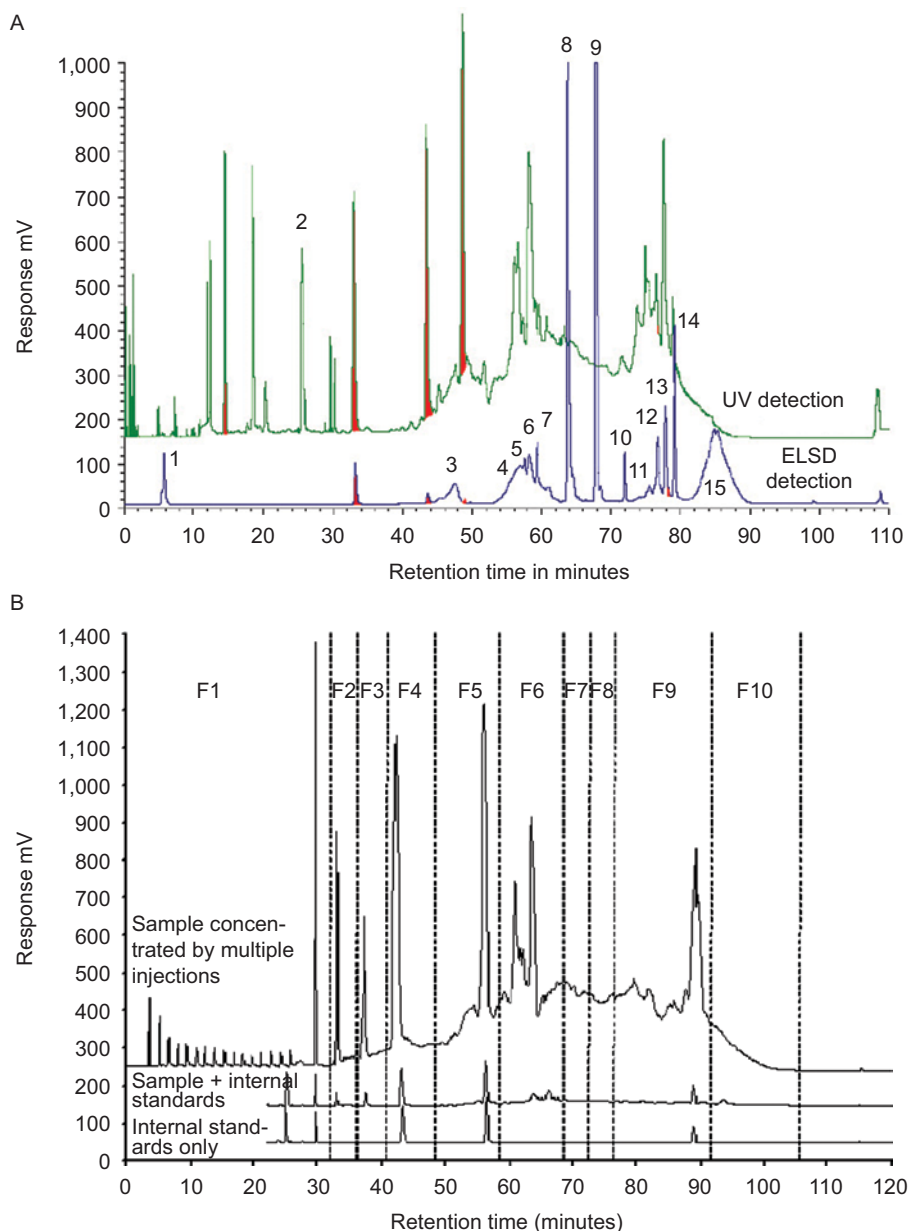 A
1,000
900
800
700
600
500
400
300
200
100
0
Response mV
1
2
3
4
5
6
7
8
9
10
11
12
13
14
15
UV detection
ELSD
detection
0 10 20 30 40 50 60 70 80 90 100 110
Retention time in minutes
B
1,400
1,300
1,200
1,100
1,000
900
800
700
600
500
400
300
200
100
0
Response mV
F1 F2 F3 F4 F5 F6 F7 F8 F9 F10
Sample concen-
trated by multiple
injections
Sample + internal
standards
Internal stand-
ards only
0 10 20 30 40 50 60 70 80 90 100 110 120
Retention time (minutes)